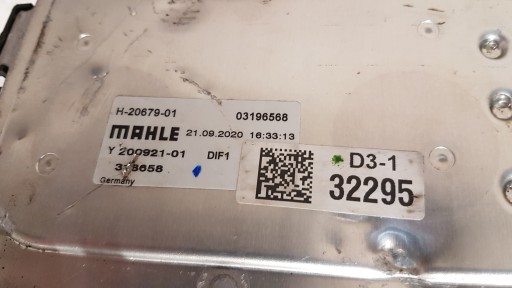 H-20679-01 03196568
MAHLE 21.09.2020 16:33:13
Y 200921-01 DIF1
Germany
D3-1
32295